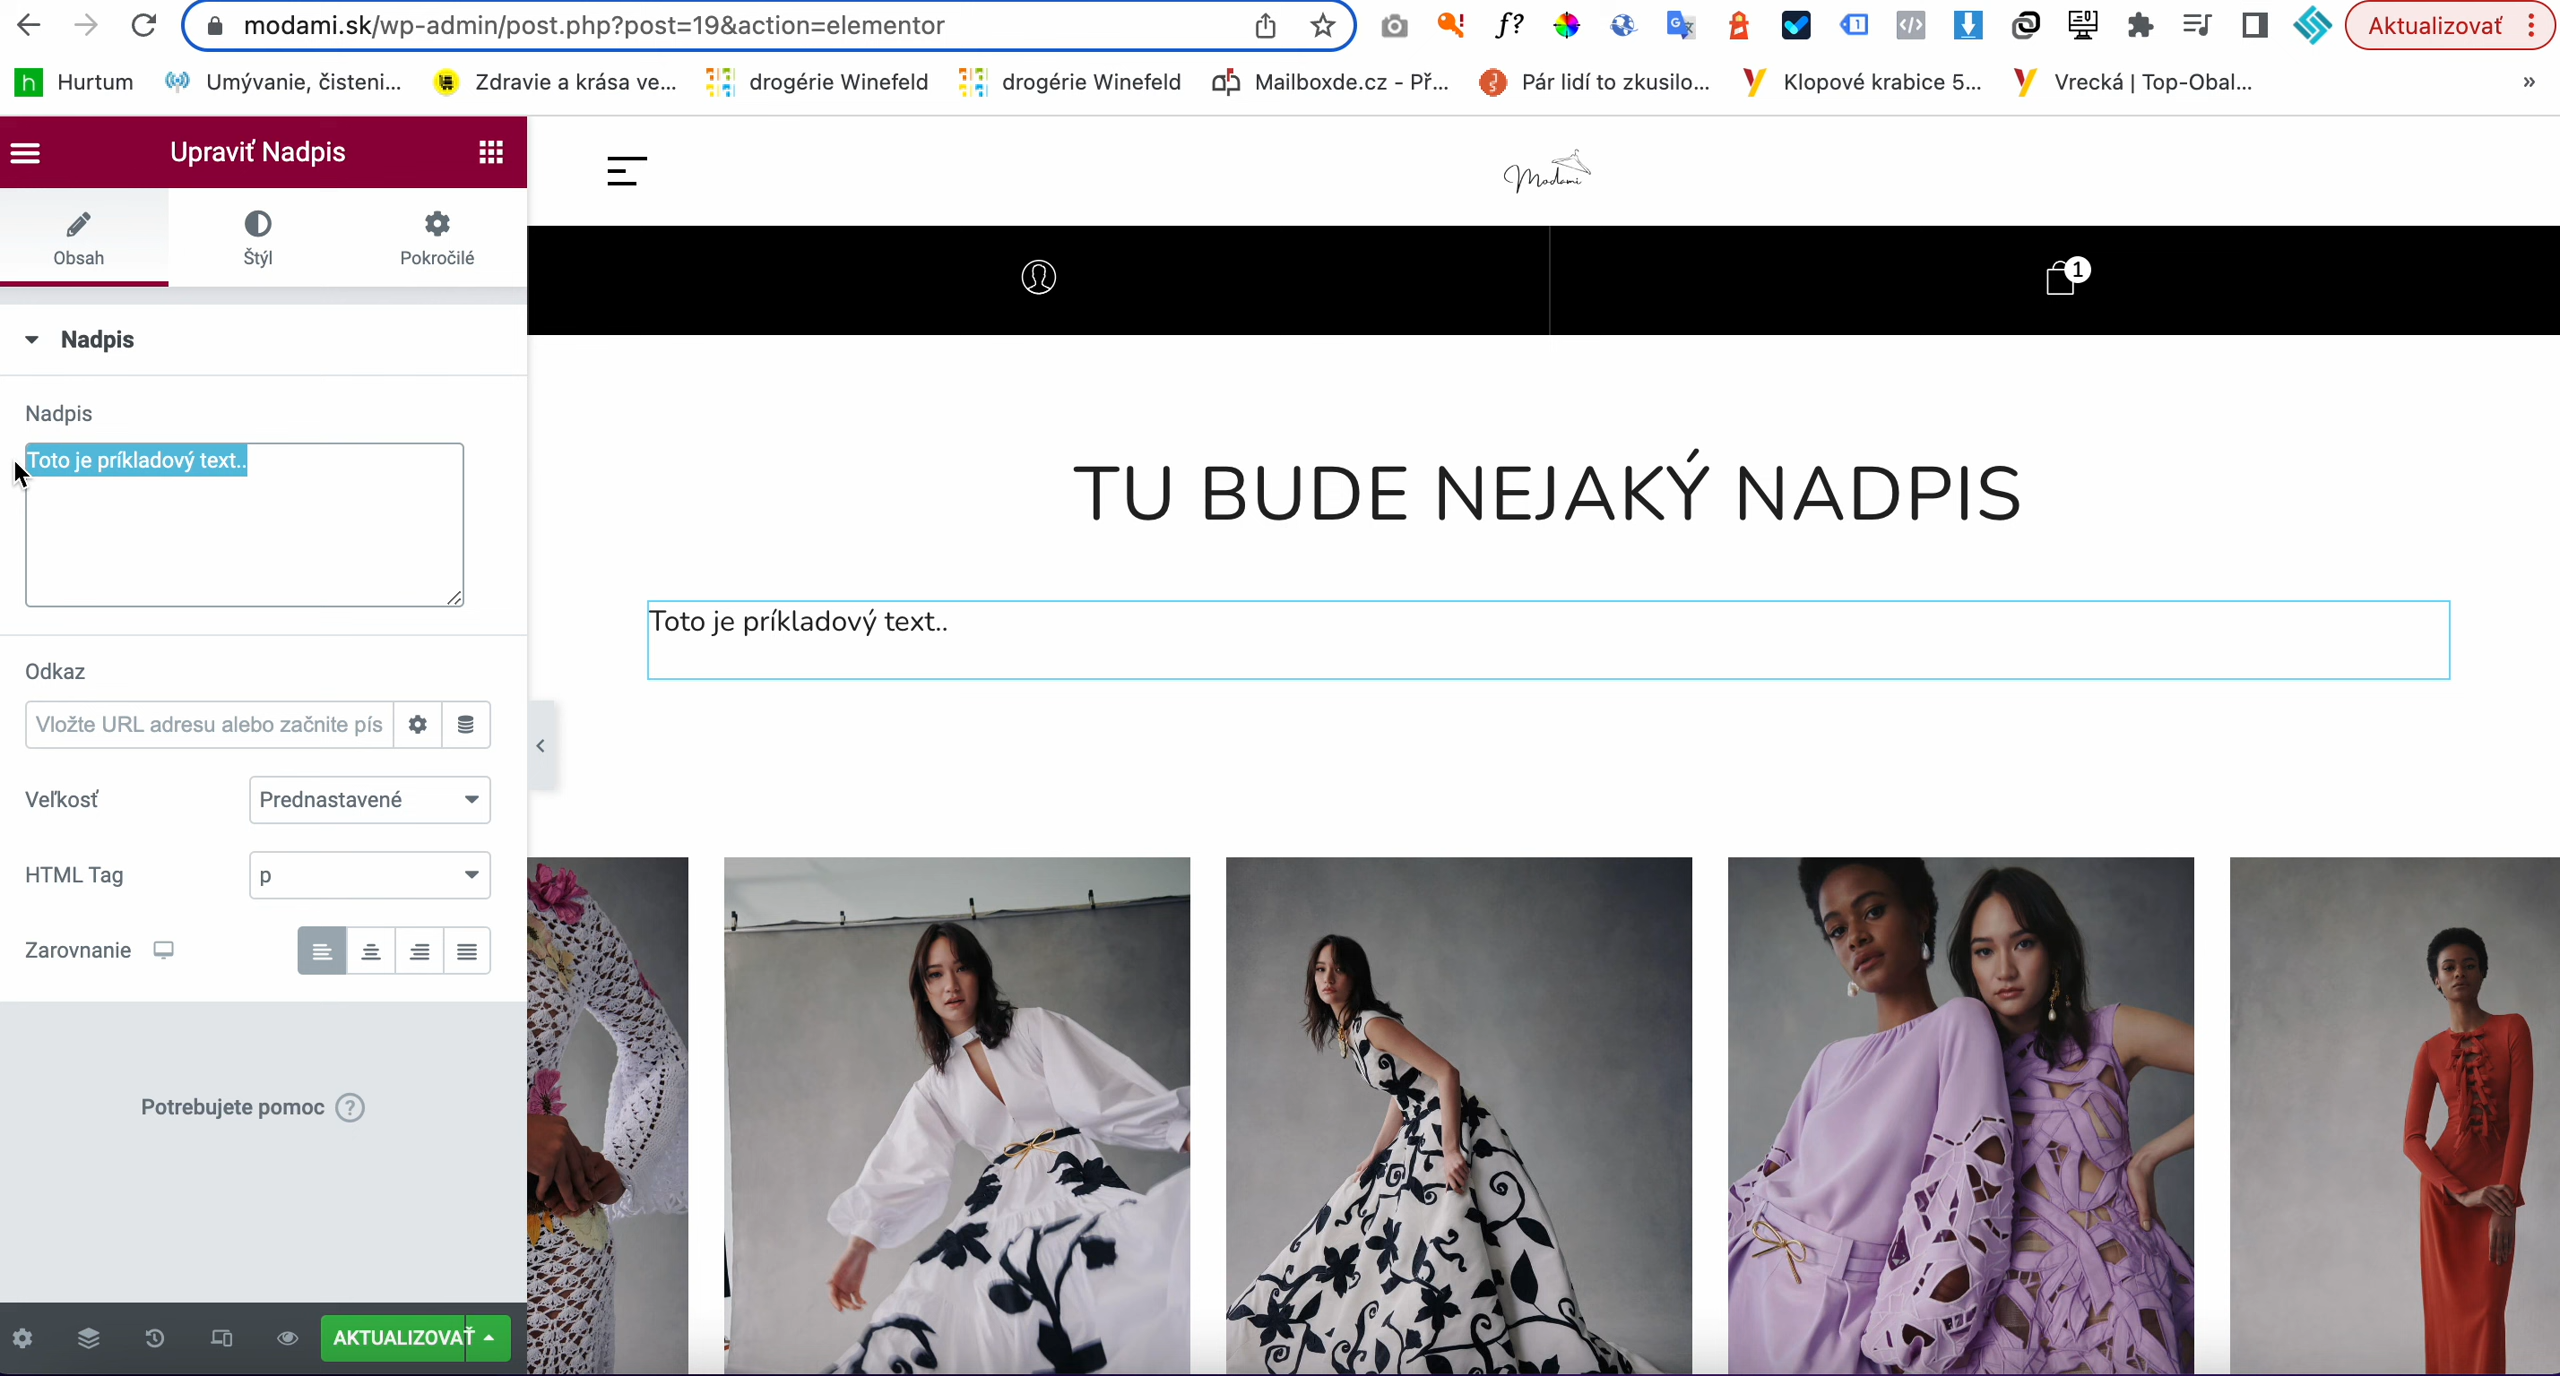 modami.sk/wp-admin/post.php?post=19&action=elementor
f?
1
Aktualizovať
Hurtum
Umývanie, čisteni...
Zdravie a krása ve...
drogérie Winefeld
drogérie Winefeld
Mailboxde.cz - Př...
Pár lidí to zkusilo...
Klopové krabice 5...
Vrecká | Top-Obal...
»
Upraviť Nadpis
Obsah
Štýl
Pokročilé
Modami
1
Nadpis
Nadpis
Toto je príkladový text..
TU BUDE NEJAKÝ NADPIS
Toto je príkladový text..
Odkaz
Vložte URL adresu alebo začnite pís
Veľkosť
Prednastavené
HTML Tag
p
Zarovnanie
Potrebujete pomoc ?
AKTUALIZOVAŤ